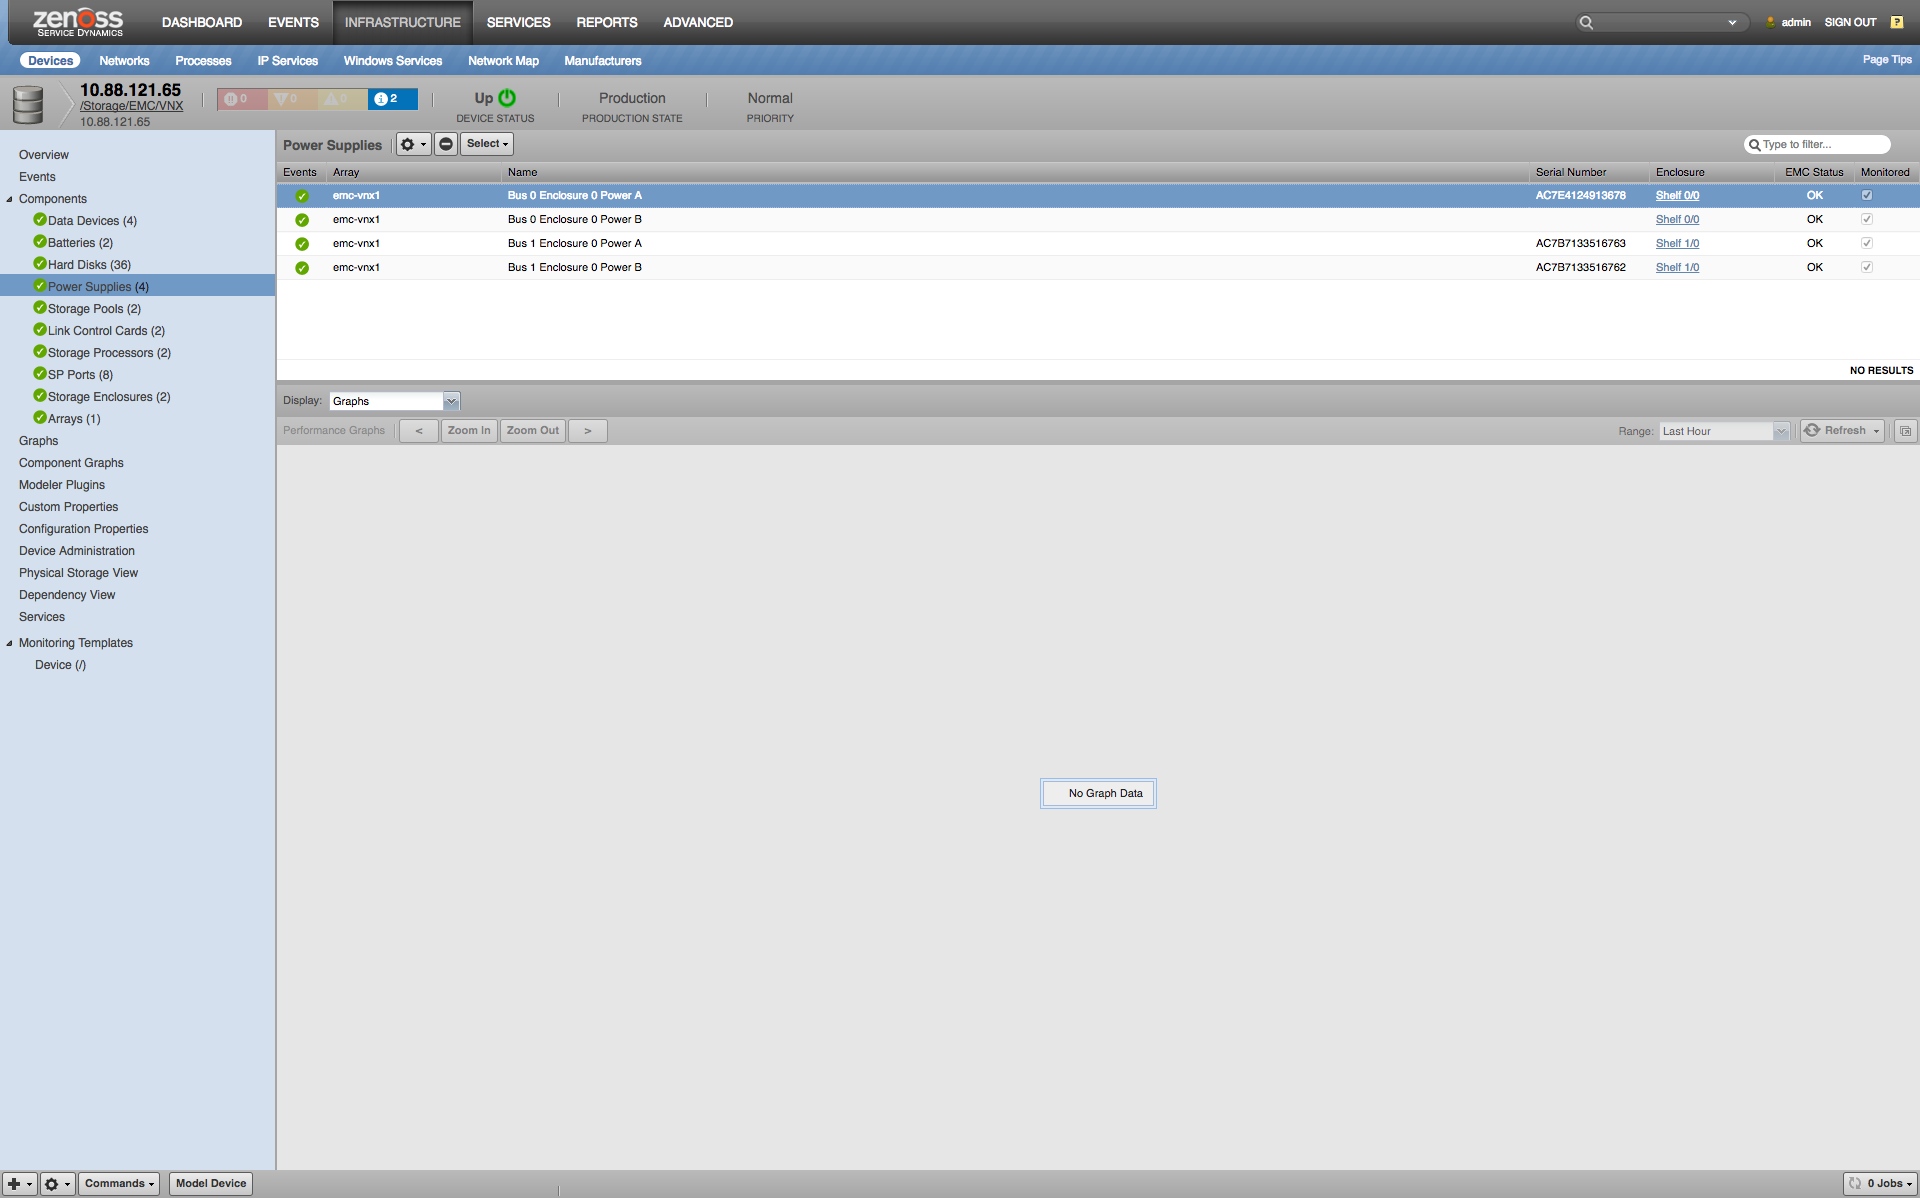 zenoss
SERVICE DYNAMICS
DASHBOARD EVENTS INFRASTRUCTURE SERVICES REPORTS ADVANCED
admin SIGN OUT ?
Devices Networks Processes IP Services Windows Services Network Map Manufacturers
Page Tips
10.88.121.65
/Storage/EMC/VNX
10.88.121.65
0 0 0 2
Up
DEVICE STATUS
Production
PRODUCTION STATE
Normal
PRIORITY
Overview
Events
Components
Data Devices (4)
Batteries (2)
Hard Disks (36)
Power Supplies (4)
Storage Pools (2)
Link Control Cards (2)
Storage Processors (2)
SP Ports (8)
Storage Enclosures (2)
Arrays (1)
Graphs
Component Graphs
Modeler Plugins
Custom Properties
Configuration Properties
Device Administration
Physical Storage View
Dependency View
Services
Monitoring Templates
Device (/)
Power Supplies Select
Type to filter...
Events Array Name Serial Number Enclosure EMC Status Monitored
emc-vnx1 Bus 0 Enclosure 0 Power A AC7E4124913678 Shelf 0/0 OK
emc-vnx1 Bus 0 Enclosure 0 Power B Shelf 0/0 OK
emc-vnx1 Bus 1 Enclosure 0 Power A AC7B7133516763 Shelf 1/0 OK
emc-vnx1 Bus 1 Enclosure 0 Power B AC7B7133516762 Shelf 1/0 OK
NO RESULTS
Display: Graphs
Performance Graphs < Zoom In Zoom Out >
Range: Last Hour Refresh
No Graph Data
Commands Model Device
0 Jobs